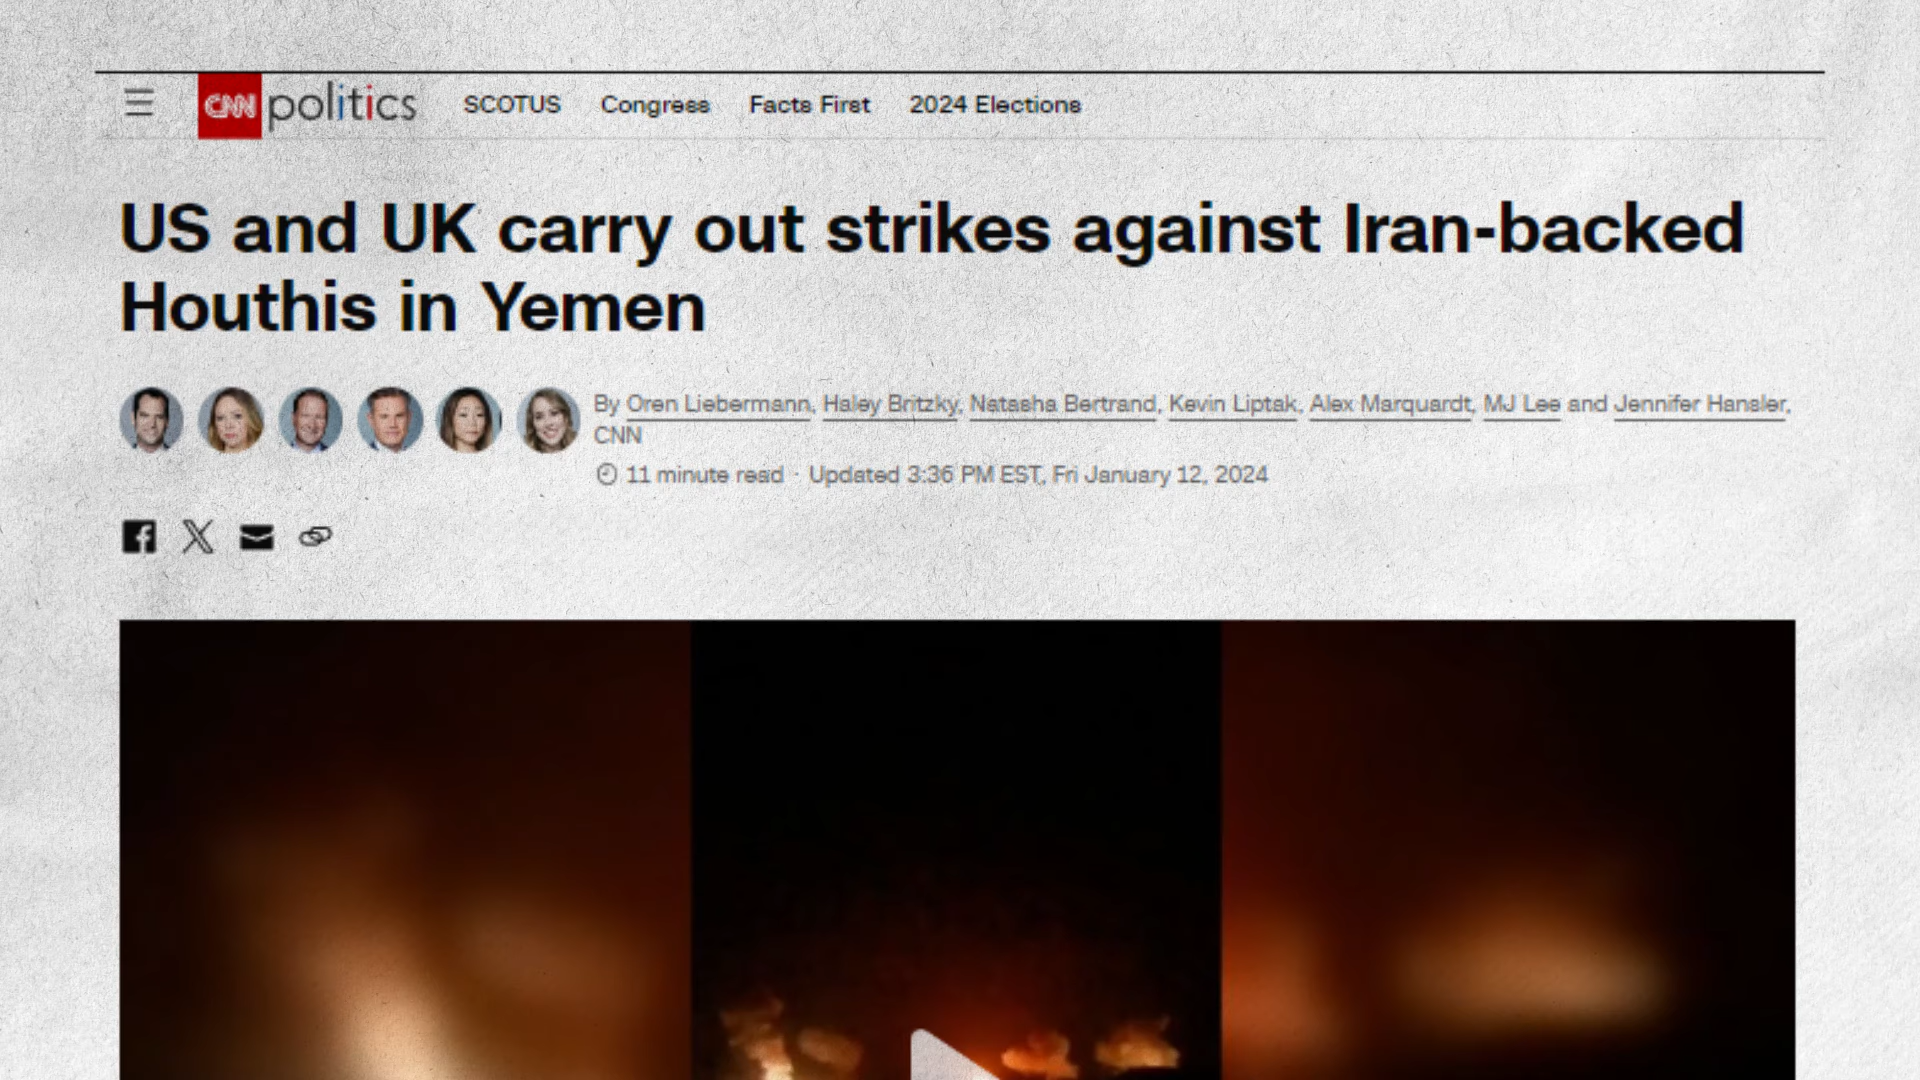 CNN politics SCOTUS Congress Facts First 2024 Elections
US and UK carry out strikes against Iran-backed
Houthis in Yemen
By Oren Liebermann, Haley Britzky, Natasha Bertrand, Kevin Liptak, Alex Marquardt, MJ Lee and Jennifer Hansler,
CNN
11 minute read · Updated 3:36 PM EST, Fri January 12, 2024